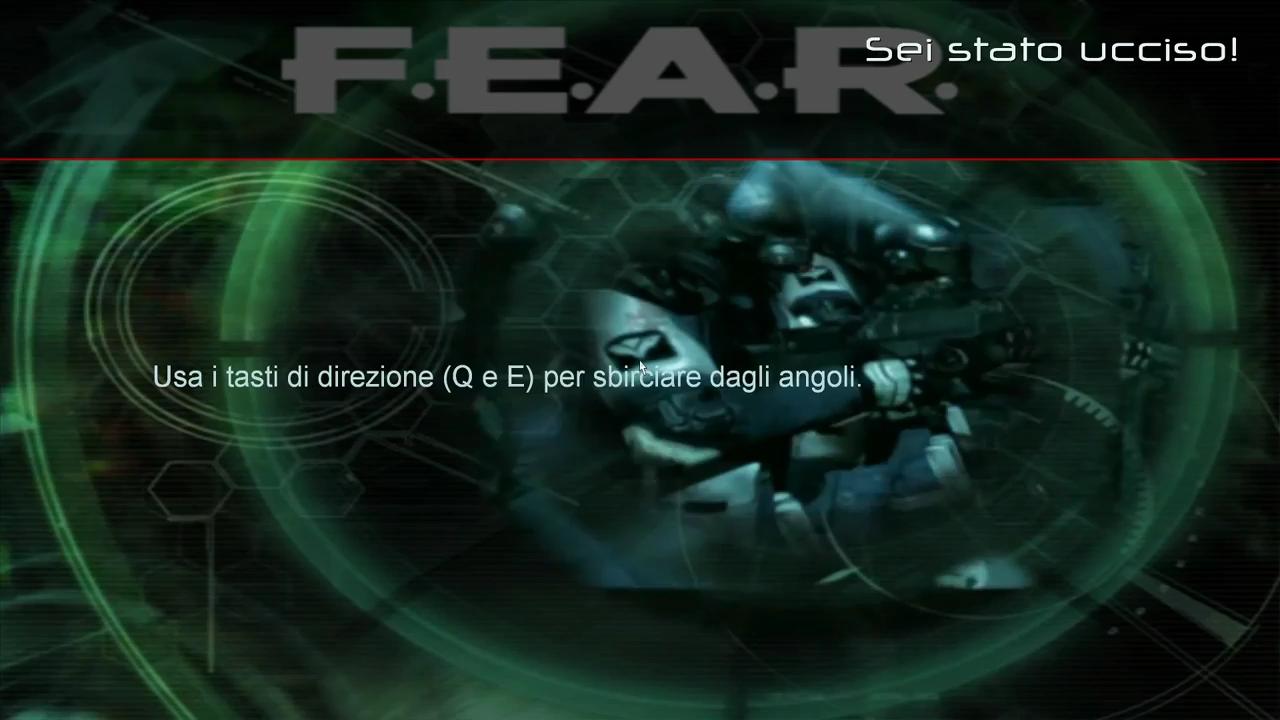 F.E.A.R.
Sei stato ucciso!
Usa i tasti di direzione (Q e E) per sbirciare dagli angoli.